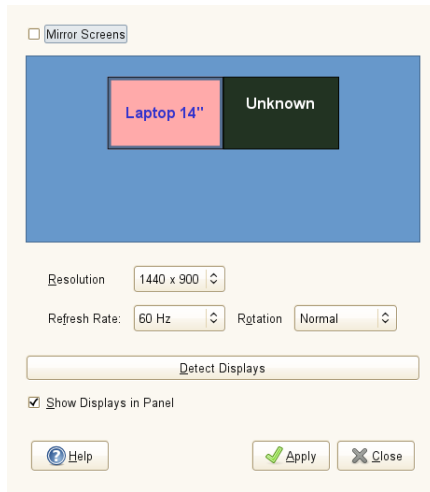 Mirror Screens
Laptop 14"
Unknown
Resolution 1440 x 900
Refresh Rate: 60 Hz Rotation Normal
Detect Displays
Show Displays in Panel
Help Apply Close